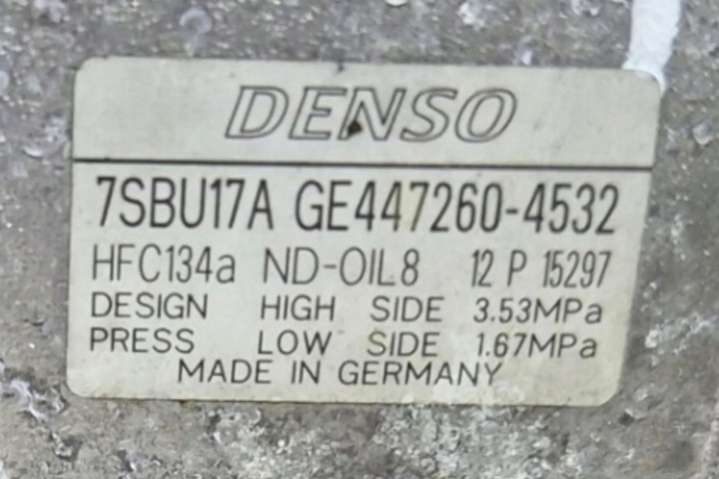 DENSO
7SBU17A GE447260-4532
HFC134a ND-OIL8 12 P 15297
DESIGN HIGH SIDE 3.53MPa
PRESS LOW SIDE 1.67MPa
MADE IN GERMANY